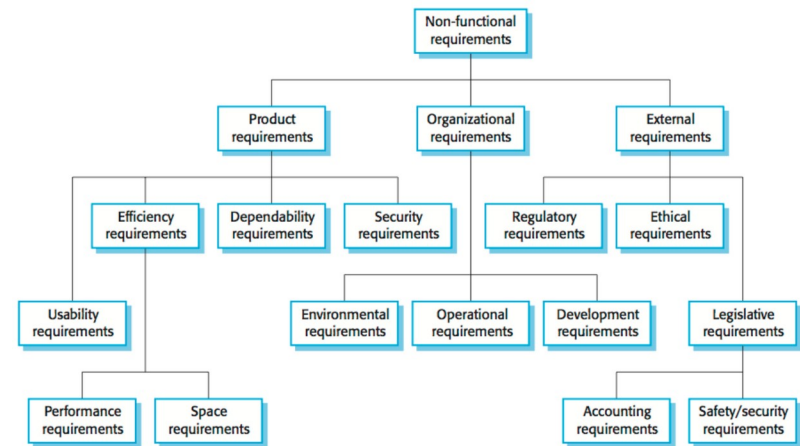 Non-functional
requirements
Product
requirements
Organizational
requirements
External
requirements
Efficiency
requirements
Dependability
requirements
Security
requirements
Regulatory
requirements
Ethical
requirements
Usability
requirements
Environmental
requirements
Operational
requirements
Development
requirements
Legislative
requirements
Performance
requirements
Space
requirements
Accounting
requirements
Safety/security
requirements